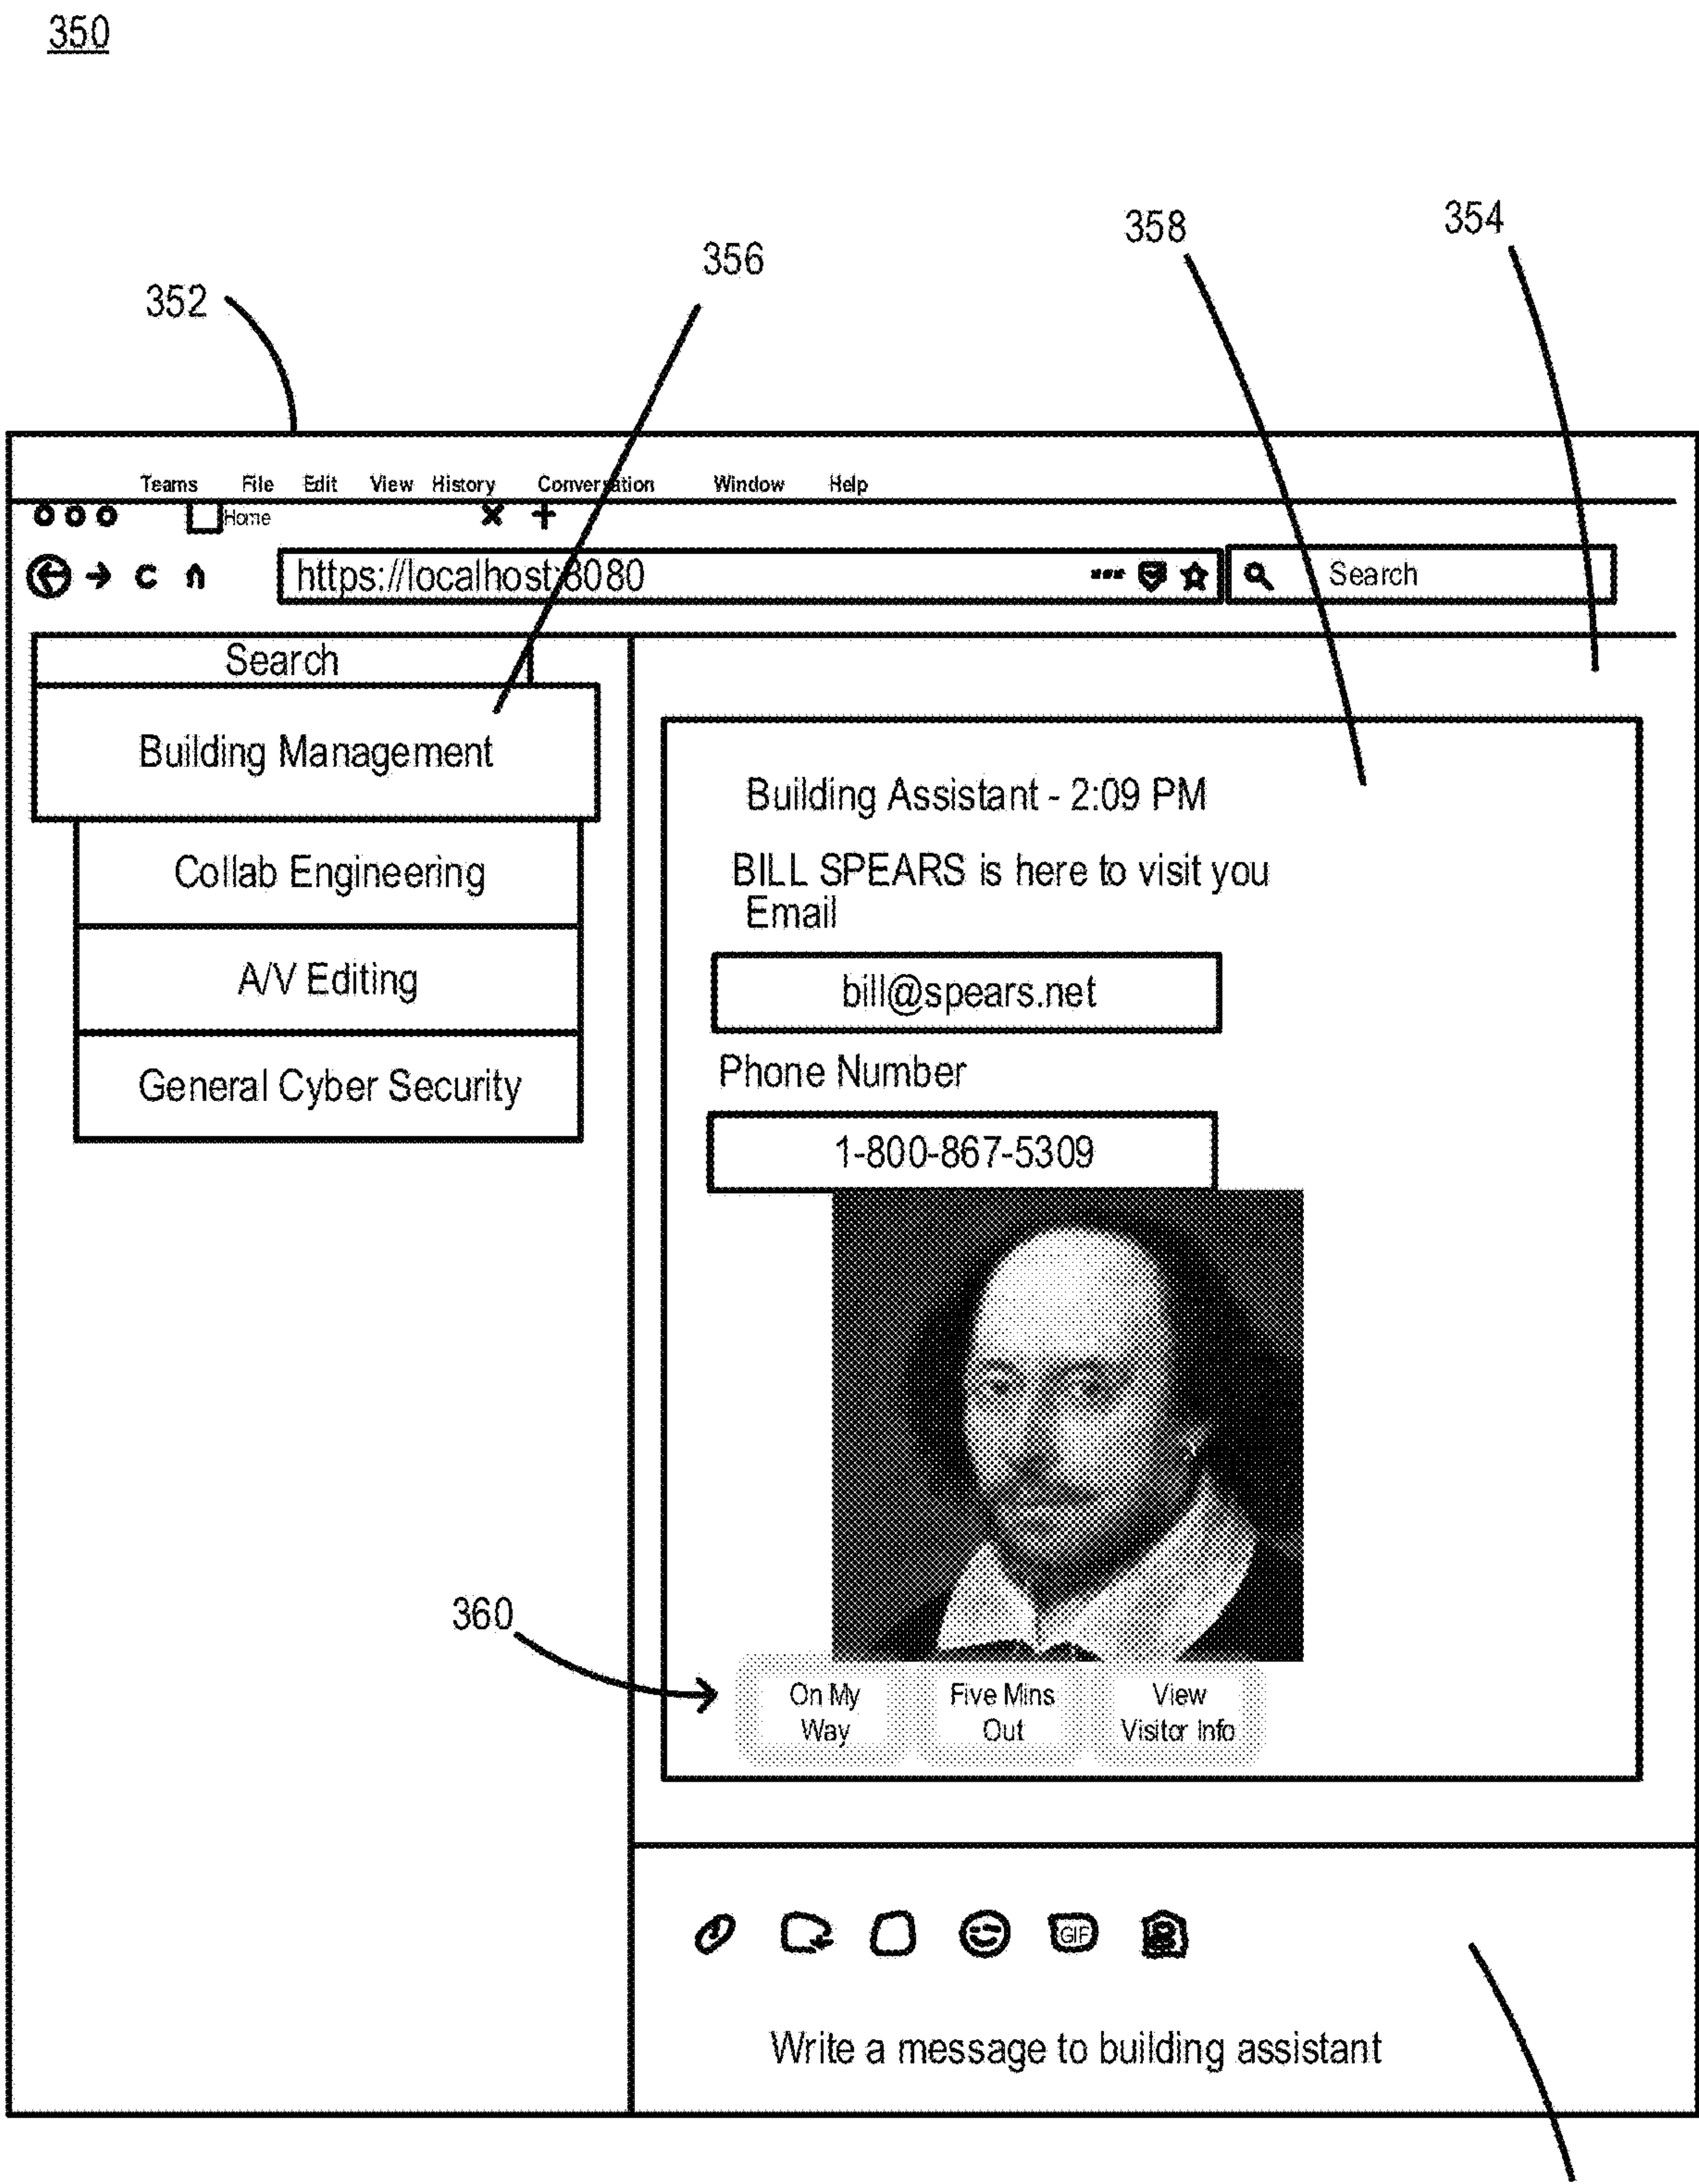 350
358
354
356
352
Teams File Edit View History Conversation Window Help
Home
https://localhost:8080
Search
Search
Building Management
Collab Engineering
A/V Editing
General Cyber Security
Building Assistant - 2:09 PM
BILL SPEARS is here to visit you
Email
bill@spears.net
Phone Number
1-800-867-5309
360
On My
Way
Five Mins
Out
View
Visitor Info
GIF
Write a message to building assistant